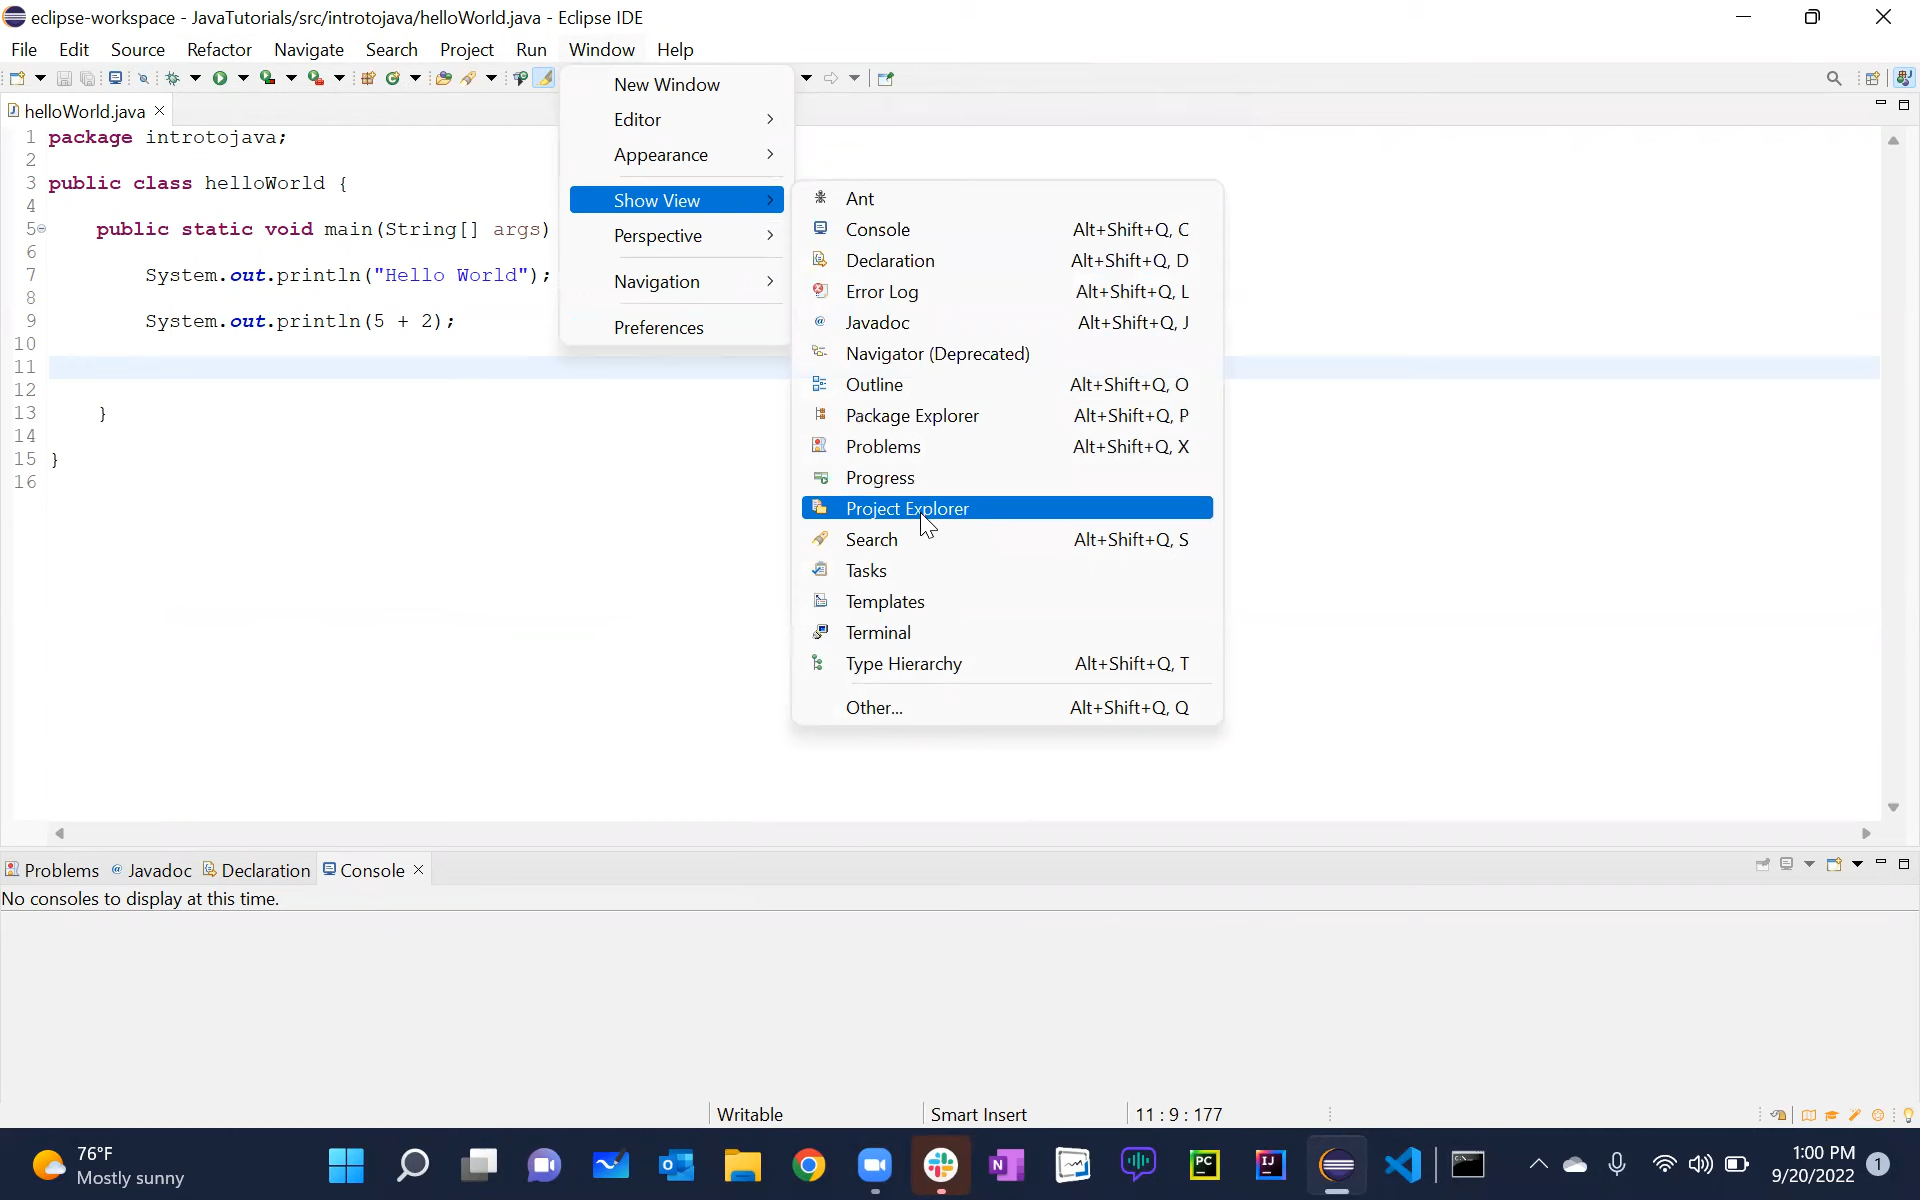 eclipse-workspace - JavaTutorials/src/introtojava/helloWorld.java - Eclipse IDE
File Edit Source Refactor Navigate Search Project Run Window Help
helloWorld.java
1 package introtojava;
2
3 public class helloWorld {
4
5 public static void main(String[] args)
6
7 System.out.println("Hello World");
8
9 System.out.println(5 + 2);
10
11
12
13 }
14
15 }
16
New Window
Editor
Appearance
Show View
Perspective
Navigation
Preferences
Ant
Console Alt+Shift+Q, C
Declaration Alt+Shift+Q, D
Error Log Alt+Shift+Q, L
Javadoc Alt+Shift+Q, J
Navigator (Deprecated)
Outline Alt+Shift+Q, O
Package Explorer Alt+Shift+Q, P
Problems Alt+Shift+Q, X
Progress
Project Explorer
Search Alt+Shift+Q, S
Tasks
Templates
Terminal
Type Hierarchy Alt+Shift+Q, T
Other... Alt+Shift+Q, Q
Problems Javadoc Declaration Console
No consoles to display at this time.
Writable Smart Insert 11 : 9 : 177
76°F
Mostly sunny
PC
IJ
1:00 PM
9/20/2022
1